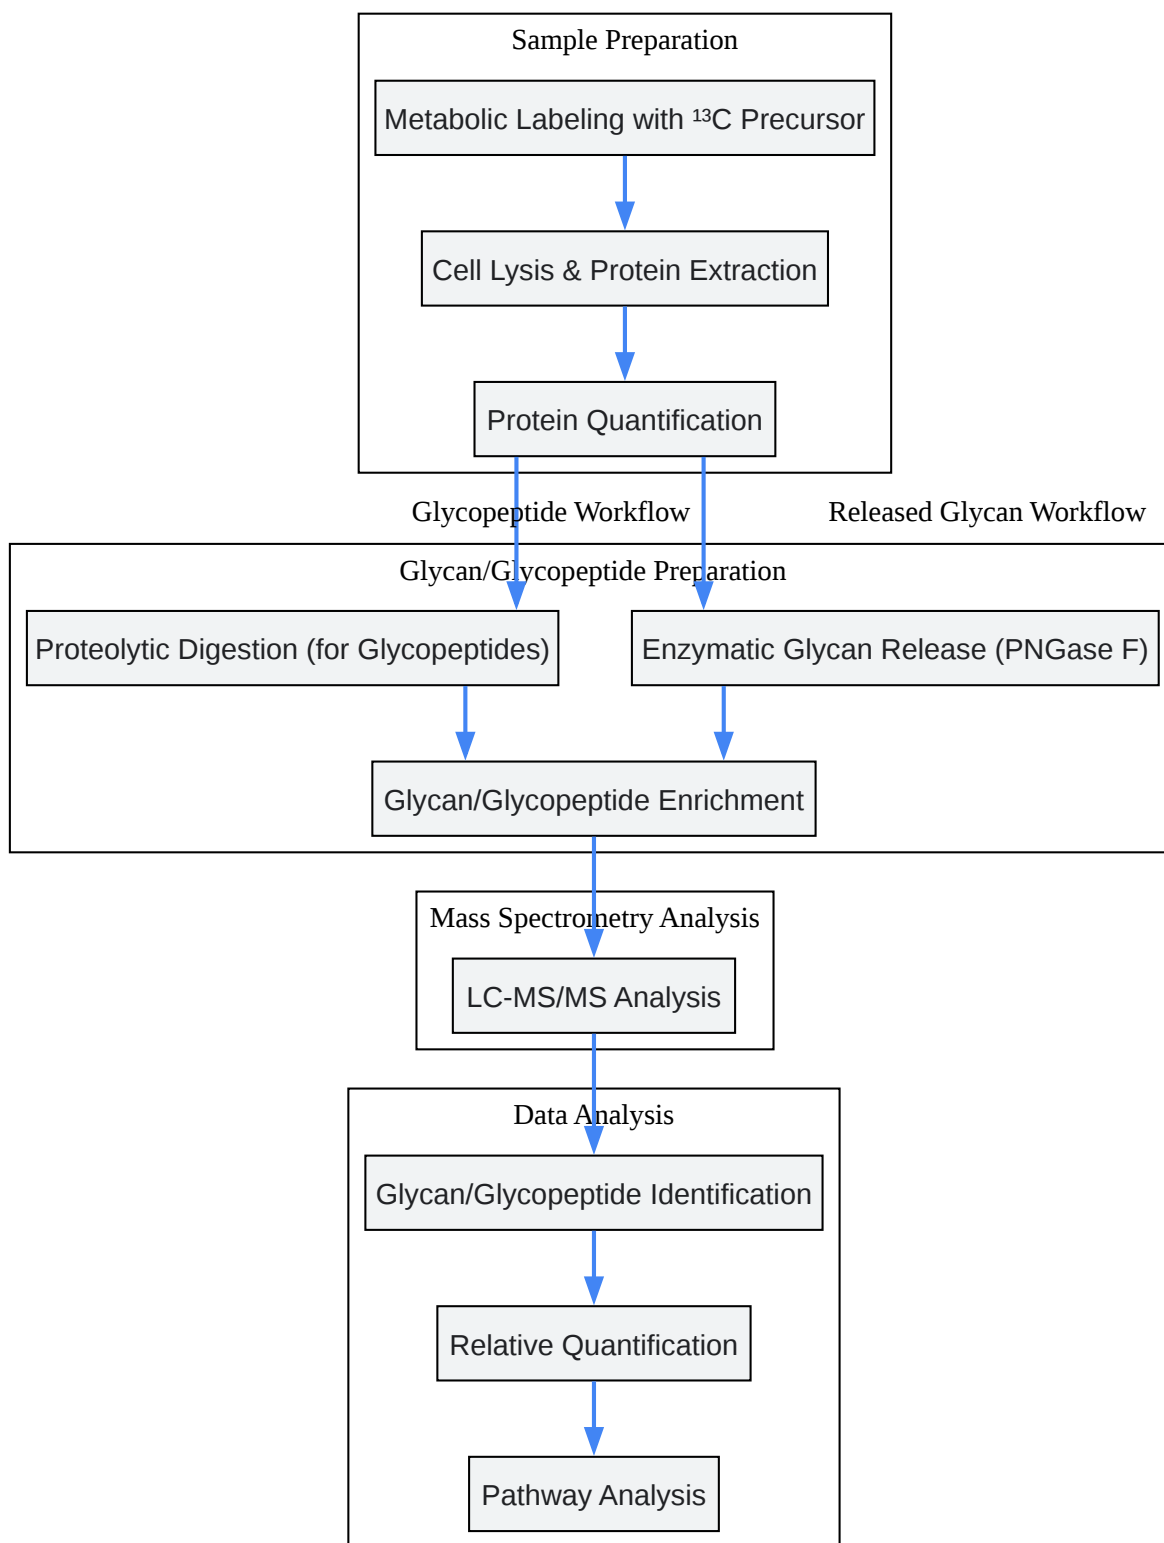 Sample Preparation
Metabolic Labeling with ¹³C Precursor
Cell Lysis & Protein Extraction
Protein Quantification
Glycopeptide Workflow
Released Glycan Workflow
Glycan/Glycopeptide Preparation
Proteolytic Digestion (for Glycopeptides)
Enzymatic Glycan Release (PNGase F)
Glycan/Glycopeptide Enrichment
Mass Spectrometry Analysis
LC-MS/MS Analysis
Data Analysis
Glycan/Glycopeptide Identification
Relative Quantification
Pathway Analysis